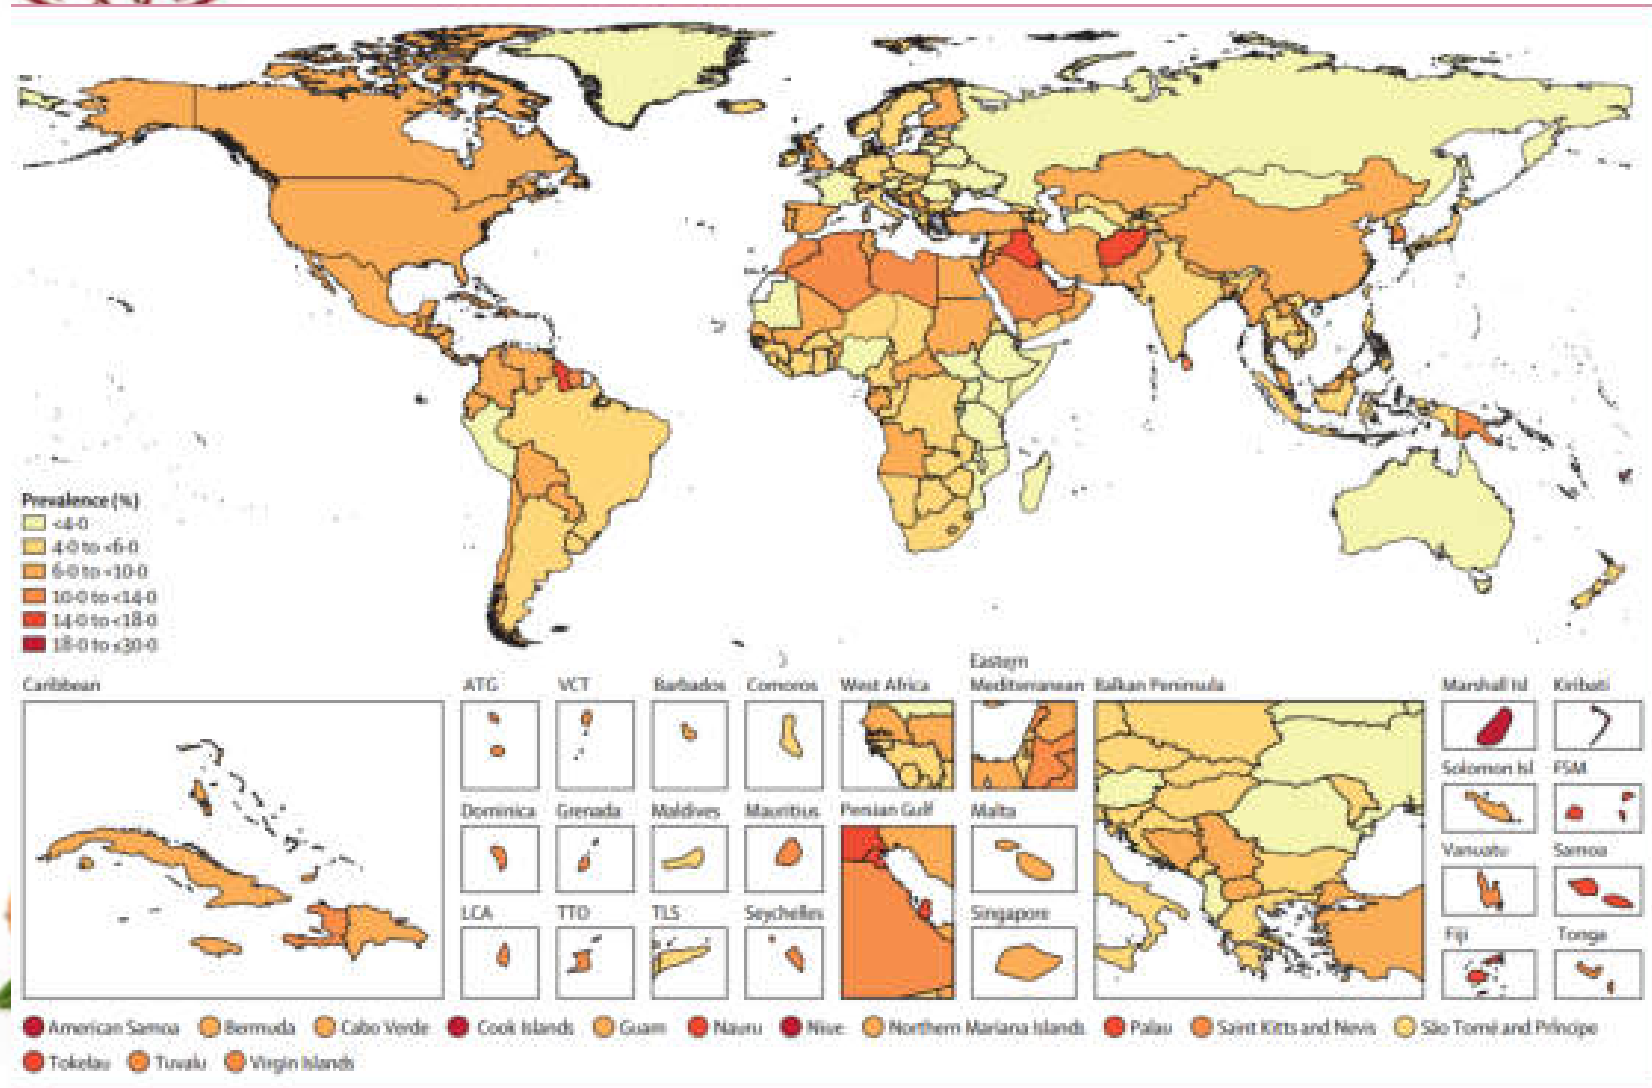 Prevalence (%)
<4·0
4·0 to <6·0
6·0 to <10·0
10·0 to <14·0
14·0 to <18·0
18·0 to ≤30·0
Caribbean
ATG
VCT
Barbados
Comoros
West Africa
Eastern
Mediterranean
Balkan Peninsula
Marshall Isl
Kiribati
Solomon Isl
FSM
Dominica
Grenada
Maldives
Mauritius
Persian Gulf
Malta
Vanuatu
Samoa
LCA
TTO
TLS
Seychelles
Singapore
Fiji
Tonga
American Samoa Bermuda Cabo Verde Cook Islands Guam Nauru Niue Northern Mariana Islands Palau Saint Kitts and Nevis São Tomé and Príncipe
Tokelau Tuvalu Virgin Islands